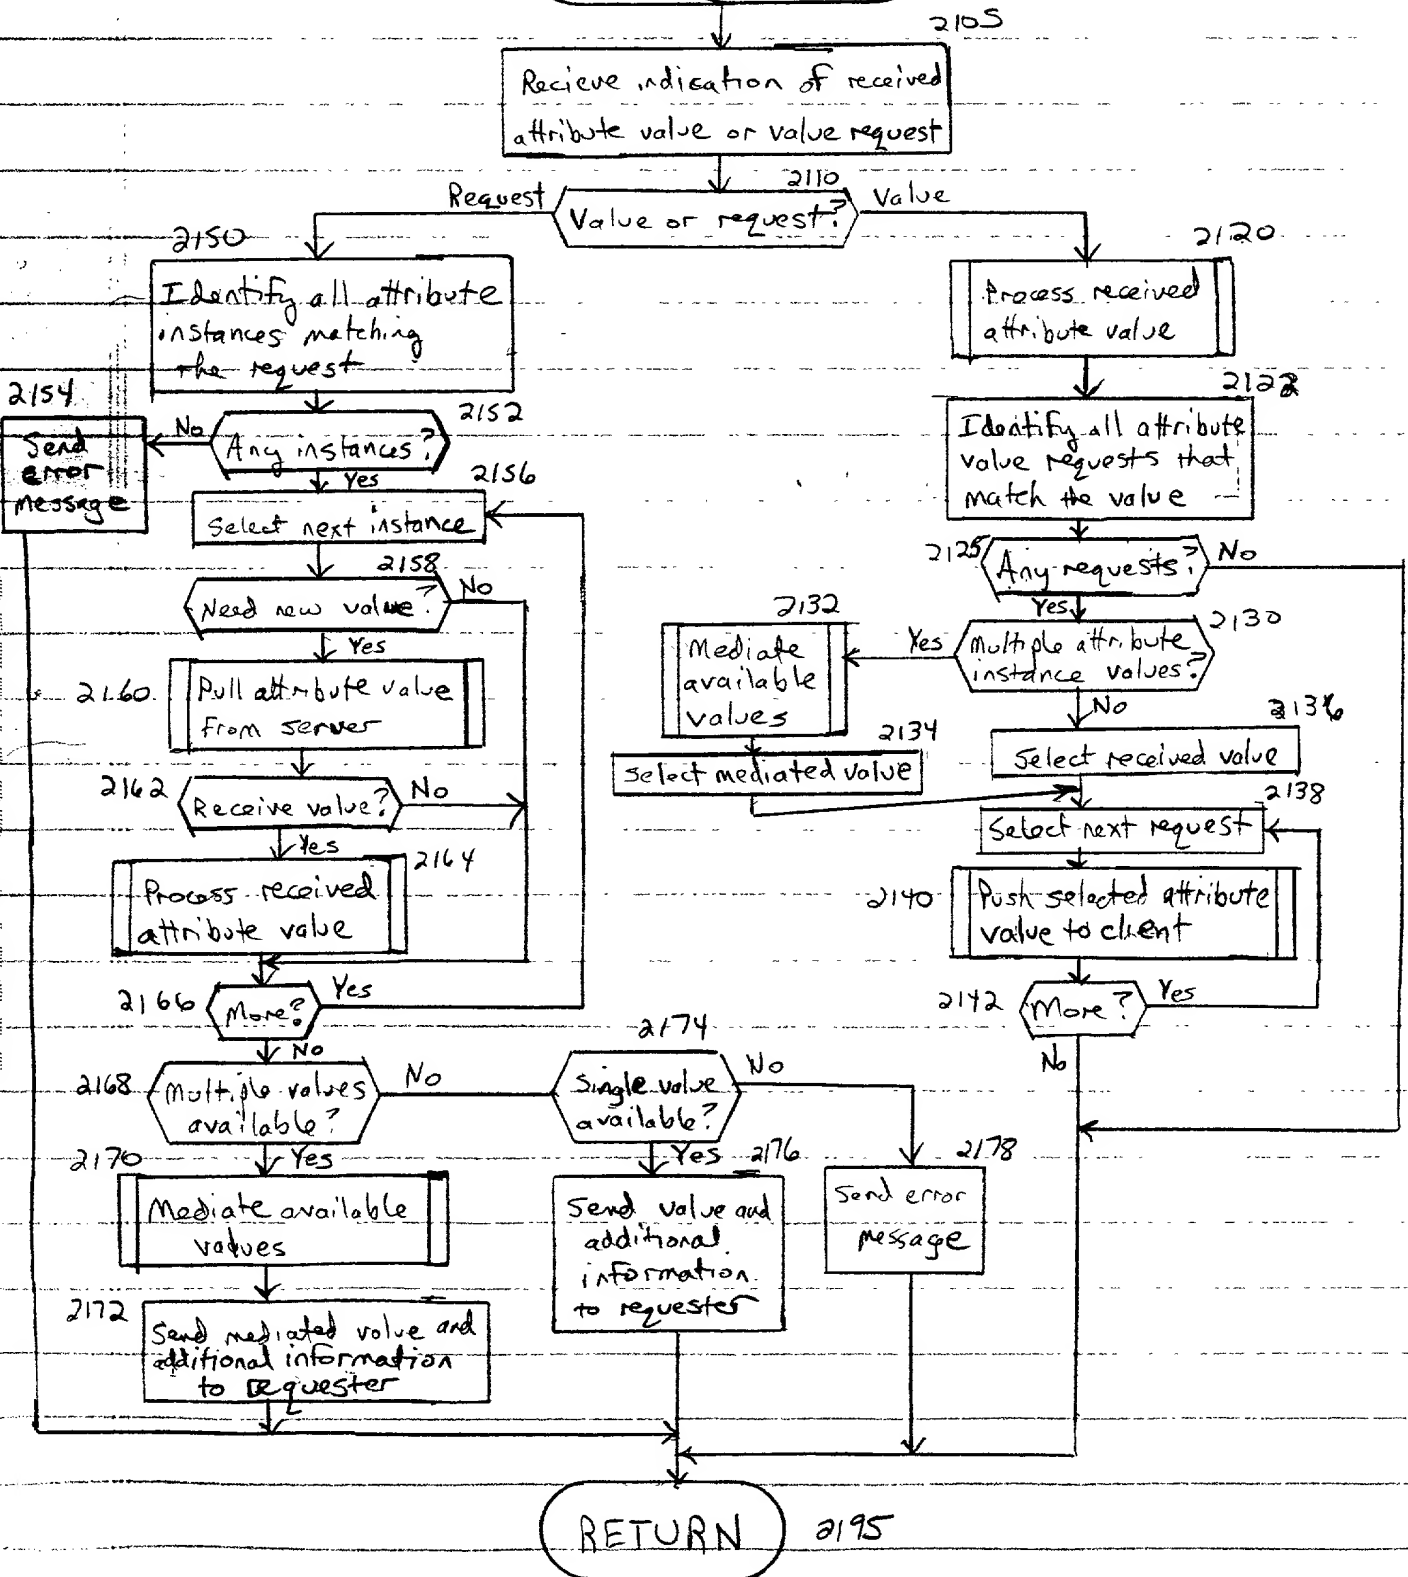 2105
Recieve indication of received
attribute value or value request
2110
Request
Value or request?
Value
2150
Identify all attribute
instances matching
the request
2152
Any instances?
No
2154
Send
error
message
Yes
2156
Select next instance
2158
Need new value?
No
Yes
2160
Pull attribute value
from server
2162
Receive value?
No
Yes
2164
Process received
attribute value
2166
More?
Yes
No
2168
Multiple values
available?
No
Yes
2170
Mediate available
values
2172
Send mediated value and
additional information
to requester
2174
Single value
available?
No
Yes
2176
Send value and
additional
information
to requester
2178
Send error
message
2120
Process received
attribute value
2122
Identify all attribute
value requests that
match the value
2125
Any requests?
No
Yes
2130
Multiple attribute
instance values?
Yes
No
2132
Mediate
available
values
2134
Select mediated value
2136
Select received value
2138
Select next request
2140
Push selected attribute
value to client
2142
More?
Yes
No
RETURN
2195